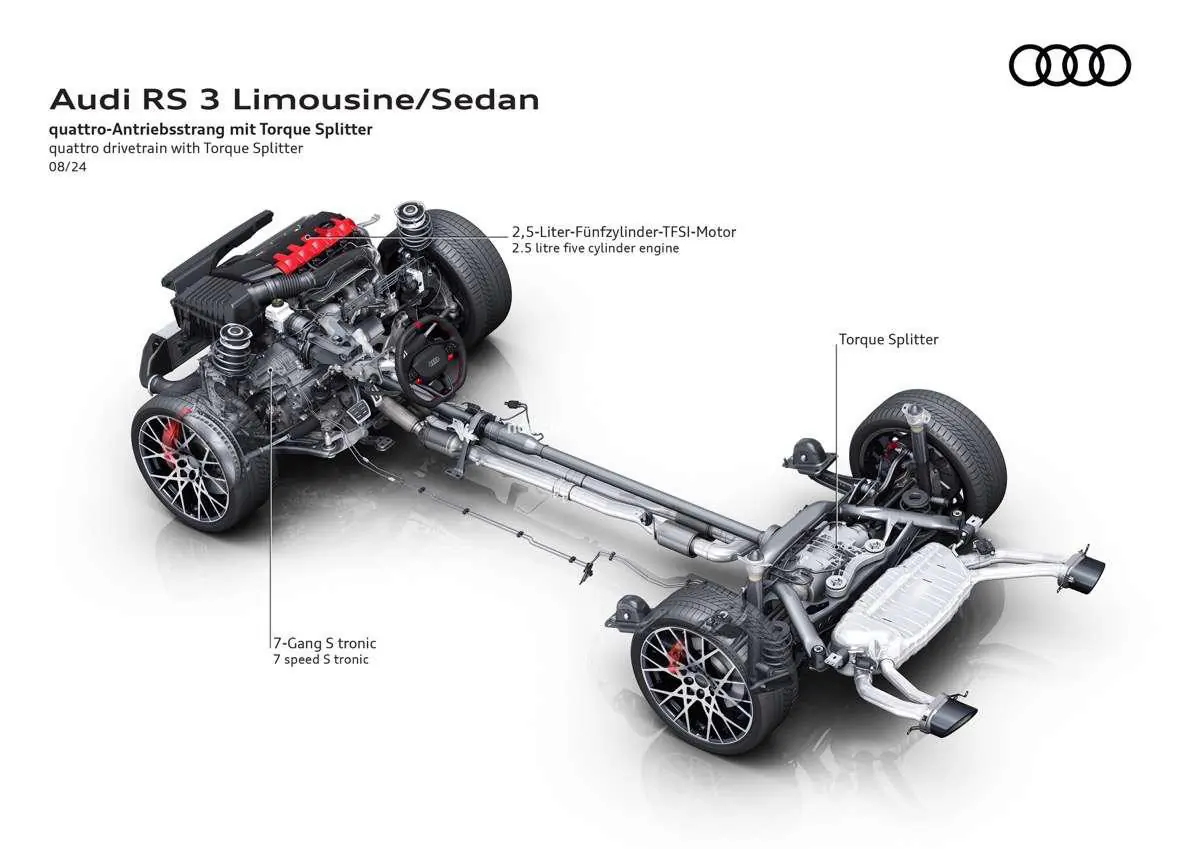 Audi RS 3 Limousine/Sedan
quattro-Antriebsstrang mit Torque Splitter
quattro drivetrain with Torque Splitter
08/24
2,5-Liter-Fünfzylinder-TFSI-Motor
2.5 litre five cylinder engine
Torque Splitter
7-Gang S tronic
7 speed S tronic